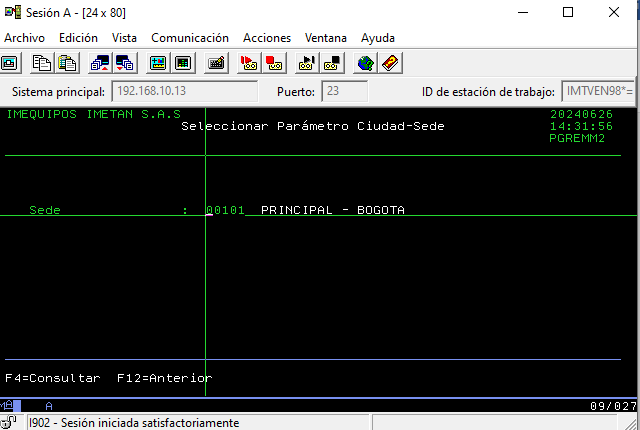 Sesión A - [24 x 80]
Archivo Edición Vista Comunicación Acciones Ventana Ayuda
Sistema principal: 192.168.10.13 Puerto: 23 ID de estación de trabajo: IMTVEN98*=
IMEQUIPOS IMETAN S.A.S 20240626
Seleccionar Parámetro Ciudad-Sede 14:31:56
PGREMM2
Sede : 00101 PRINCIPAL - BOGOTA
F4=Consultar F12=Anterior
A 09/027
I902 - Sesión iniciada satisfactoriamente